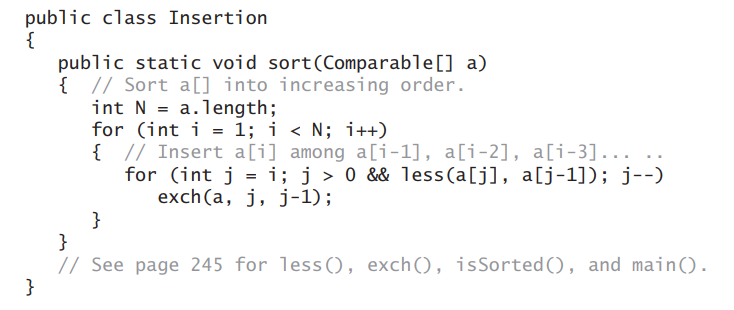 public class Insertion
{
public static void sort(Comparable[] a)
{ // Sort a[] into increasing order.
int N = a.length;
for (int i = 1; i < N; i++)
{ // Insert a[i] among a[i-1], a[i-2], a[i-3]... ..
for (int j = i; j > 0 && less(a[j], a[j-1]); j--)
exch(a, j, j-1);
}
}
// See page 245 for less(), exch(), isSorted(), and main().
}